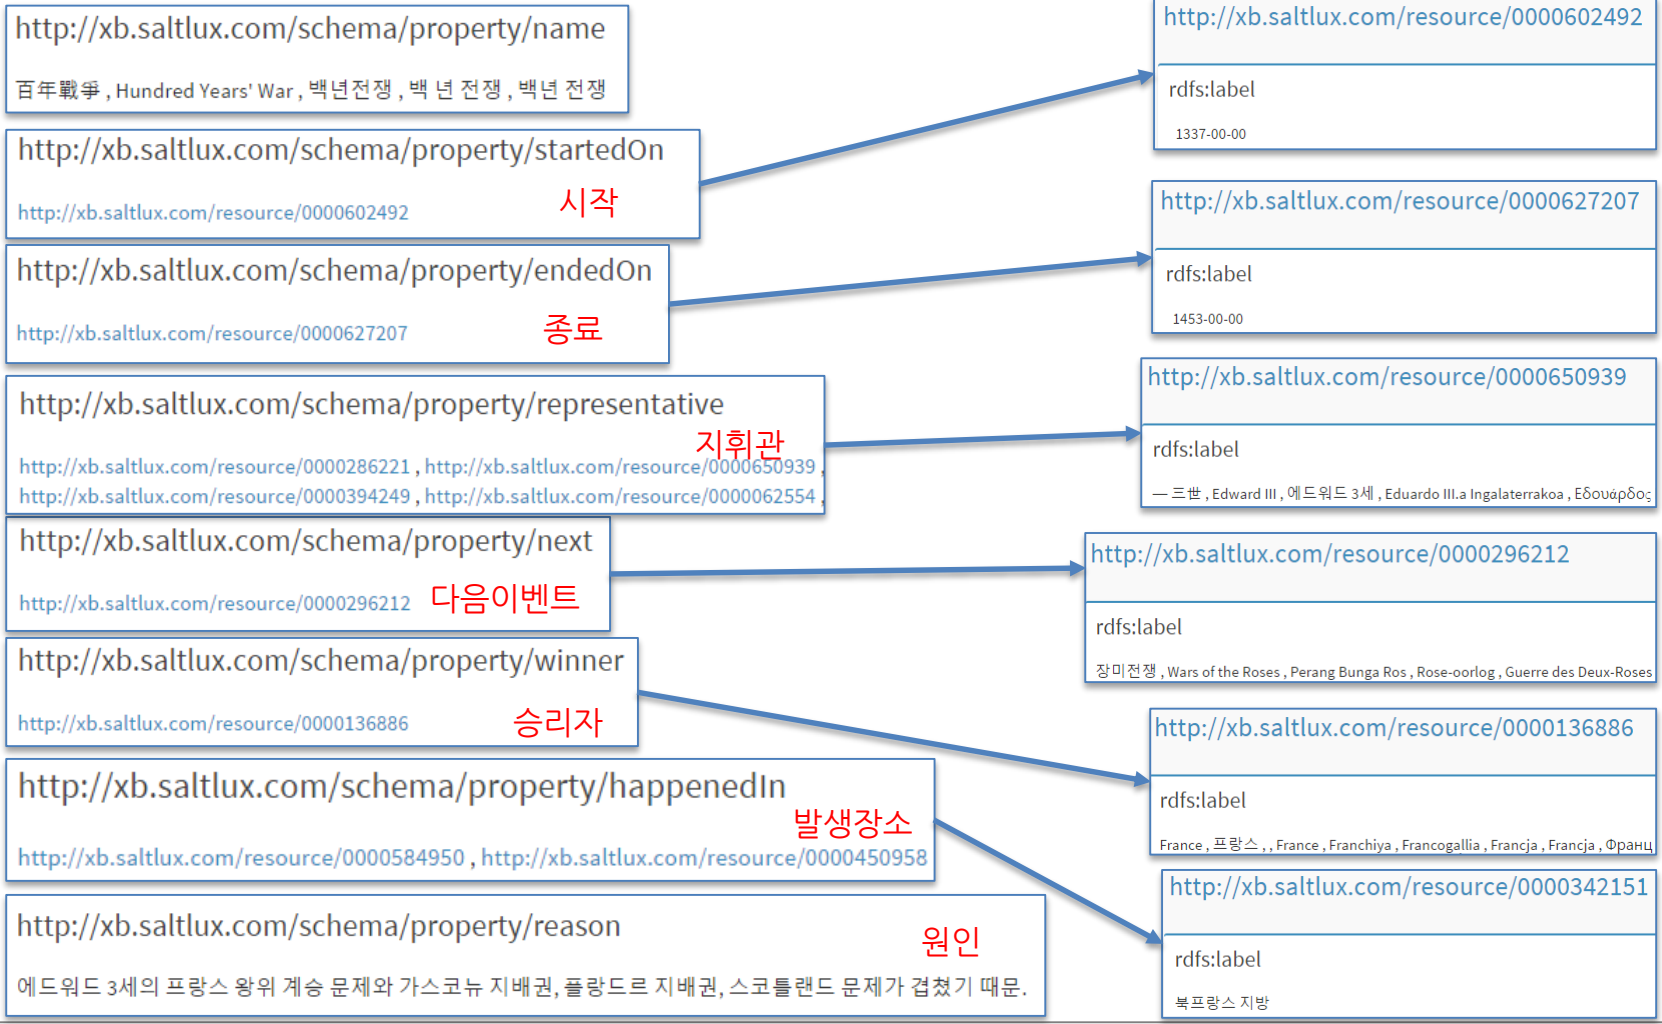 http://xb.saltlux.com/schema/property/name
百年戰爭 , Hundred Years' War , 백년전쟁 , 백 년 전쟁 , 백년 전쟁
http://xb.saltlux.com/schema/property/startedOn
시작
http://xb.saltlux.com/resource/0000602492
http://xb.saltlux.com/schema/property/endedOn
종료
http://xb.saltlux.com/resource/0000627207
http://xb.saltlux.com/schema/property/representative
지휘관
http://xb.saltlux.com/resource/0000286221 , http://xb.saltlux.com/resource/0000650939 ,
http://xb.saltlux.com/resource/0000394249 , http://xb.saltlux.com/resource/0000062554 ,
http://xb.saltlux.com/schema/property/next
http://xb.saltlux.com/resource/0000296212
다음이벤트
http://xb.saltlux.com/schema/property/winner
http://xb.saltlux.com/resource/0000136886
승리자
http://xb.saltlux.com/schema/property/happenedIn
발생장소
http://xb.saltlux.com/resource/0000584950 , http://xb.saltlux.com/resource/0000450958
http://xb.saltlux.com/schema/property/reason
원인
에드워드 3세의 프랑스 왕위 계승 문제와 가스코뉴 지배권, 플랑드르 지배권, 스코틀랜드 문제가 겹쳤기 때문.
http://xb.saltlux.com/resource/0000602492
rdfs:label
1337-00-00
http://xb.saltlux.com/resource/0000627207
rdfs:label
1453-00-00
http://xb.saltlux.com/resource/0000650939
rdfs:label
— 三世 , Edward III , 에드워드 3세 , Eduardo III.a Ingalaterrakoa , Εδουάρδος
http://xb.saltlux.com/resource/0000296212
rdfs:label
장미전쟁 , Wars of the Roses , Perang Bunga Ros , Rose-oorlog , Guerre des Deux-Roses
http://xb.saltlux.com/resource/0000136886
rdfs:label
France , 프랑스 , , France , Franchiya , Francogallia , Francja , Francja , Франц
http://xb.saltlux.com/resource/0000342151
rdfs:label
북프랑스 지방